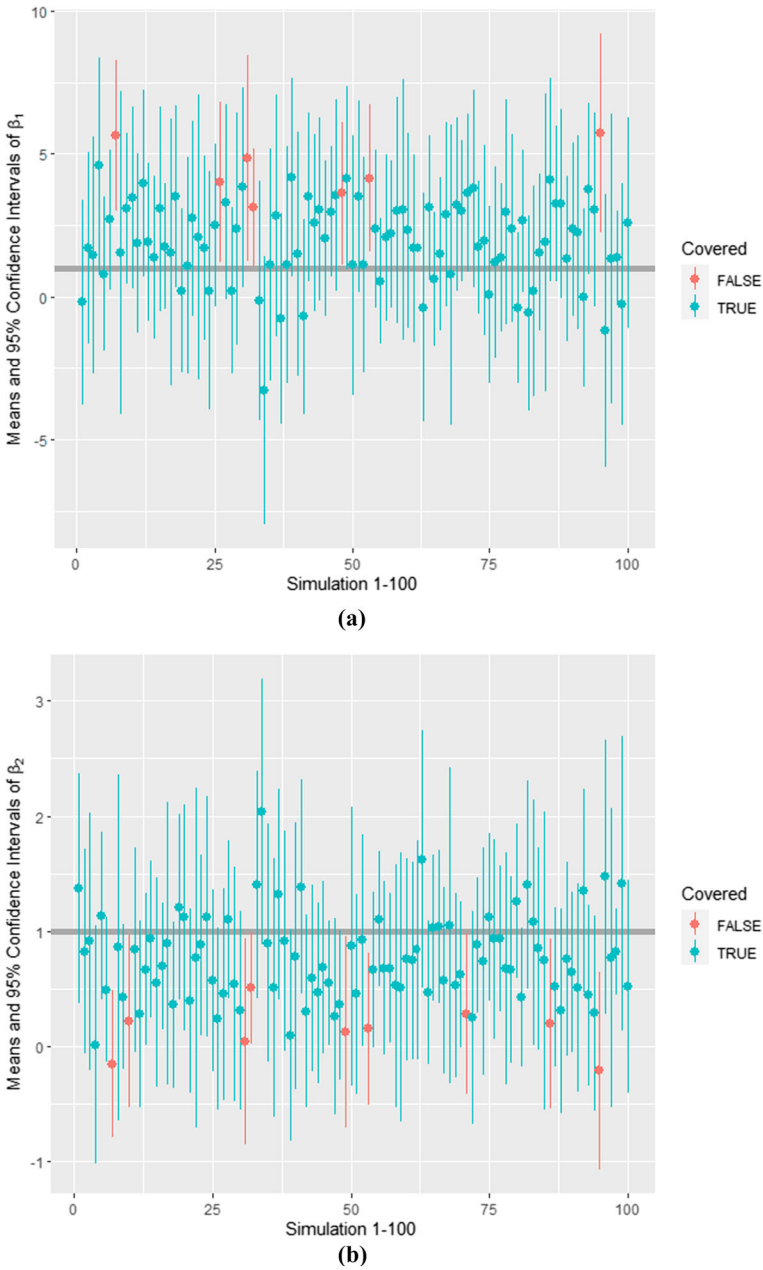 Means and 95% Confidence Intervals of β₁
10
5
0
-5
0 25 50 75 100
Simulation 1-100
Covered
FALSE
TRUE
(a)
Means and 95% Confidence Intervals of β₂
3
2
1
0
-1
0 25 50 75 100
Simulation 1-100
Covered
FALSE
TRUE
(b)